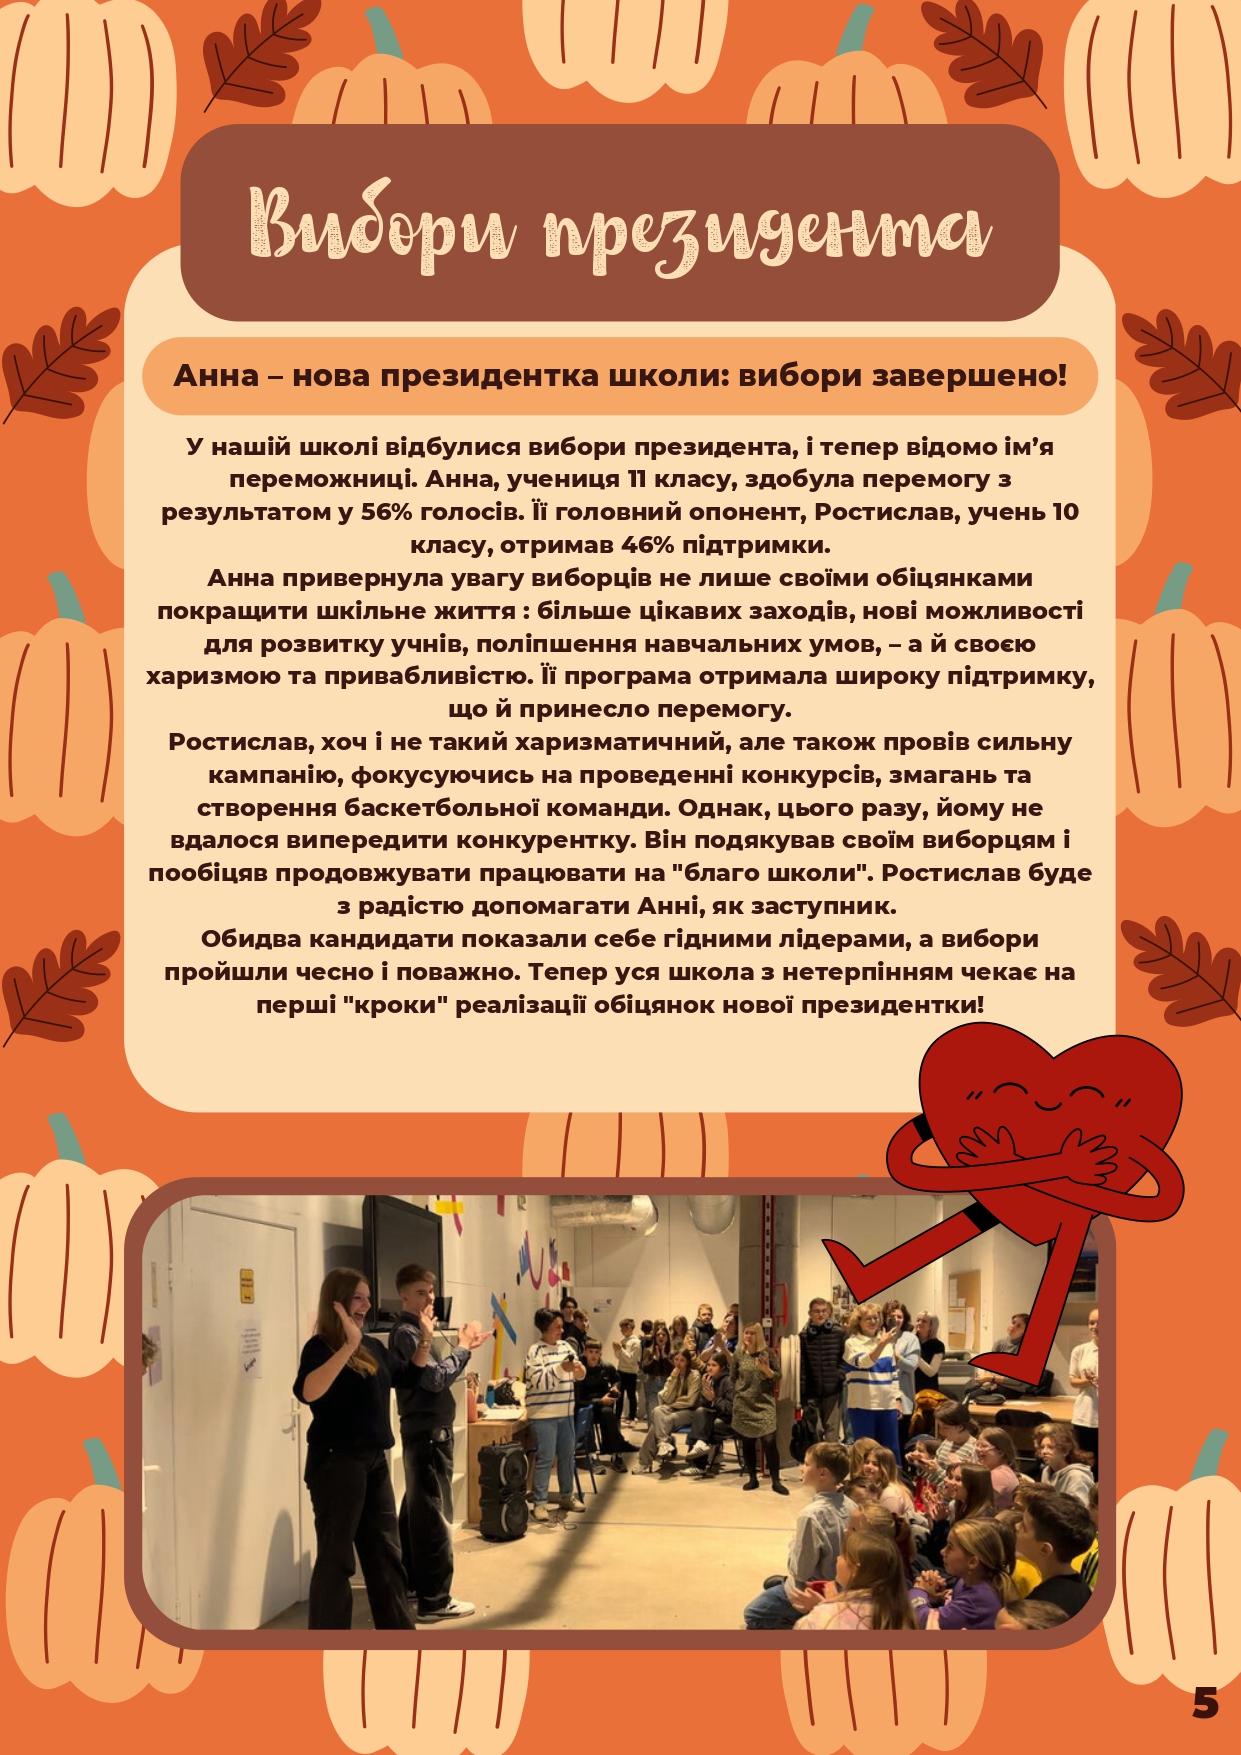 Вибори президента
Анна – нова президентка школи: вибори завершено!
У нашій школі відбулися вибори президента, і тепер відомо ім’я
переможниці. Анна, учениця 11 класу, здобула перемогу з
результатом у 56% голосів. Її головний опонент, Ростислав, учень 10
класу, отримав 46% підтримки.
Анна привернула увагу виборців не лише своїми обіцянками
покращити шкільне життя : більше цікавих заходів, нові можливості
для розвитку учнів, поліпшення навчальних умов, – а й своєю
харизмою та привабливістю. Її програма отримала широку підтримку,
що й принесло перемогу.
Ростислав, хоч і не такий харизматичний, але також провів сильну
кампанію, фокусуючись на проведенні конкурсів, змагань та
створення баскетбольної команди. Однак, цього разу, йому не
вдалося випередити конкурентку. Він подякував своїм виборцям і
пообіцяв продовжувати працювати на "благо школи". Ростислав буде
з радістю допомагати Анні, як заступник.
Обидва кандидати показали себе гідними лідерами, а вибори
пройшли чесно і поважно. Тепер уся школа з нетерпінням чекає на
перші "кроки" реалізації обіцянок нової президентки!
5